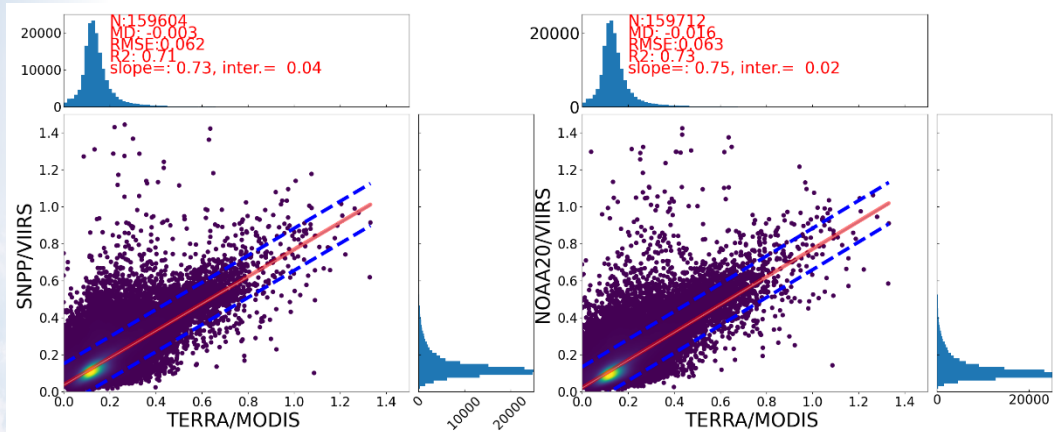 N:159604
MD: -0.003
RMSE:0.062
R2: 0.71
slope=: 0.73, inter.= 0.04
20000
10000
0
1.4
1.2
1.0
0.8
0.6
0.4
0.2
0.0
SNPP/VIIRS
0.0 0.2 0.4 0.6 0.8 1.0 1.2 1.4
TERRA/MODIS
0 10000 20000
N:159712
MD: -0.016
RMSE:0.063
R2: 0.73
slope=: 0.75, inter.= 0.02
20000
0
1.4
1.2
1.0
0.8
0.6
0.4
0.2
0.0
NOAA20/VIIRS
0.0 0.2 0.4 0.6 0.8 1.0 1.2 1.4
TERRA/MODIS
0 20000